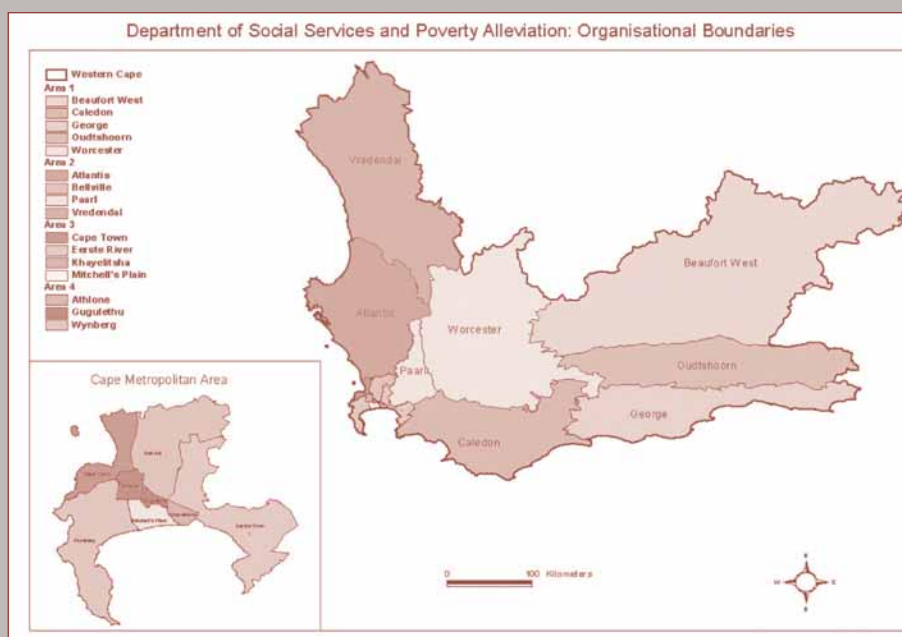 Department of Social Services and Poverty Alleviation: Organisational Boundaries
Western Cape
Area 1
Beaufort West
Caledon
George
Oudtshoorn
Worcester
Area 2
Atlantis
Bellville
Paarl
Vredendal
Area 3
Cape Town
Eerste River
Khayelitsha
Mitchell's Plain
Area 4
Athlone
Gugulethu
Wynberg
Vredendal
Beaufort West
Atlantis
Worcester
Paarl
Oudtshoorn
George
Caledon
Cape Metropolitan Area
Mitchell's Plain
Eerste River
Wynberg
0 100 Kilometers
N
W E
S